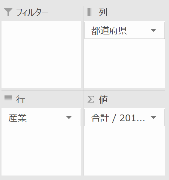 フィルター
列
都道府県
行
Σ 値
産業
合計 / 201...